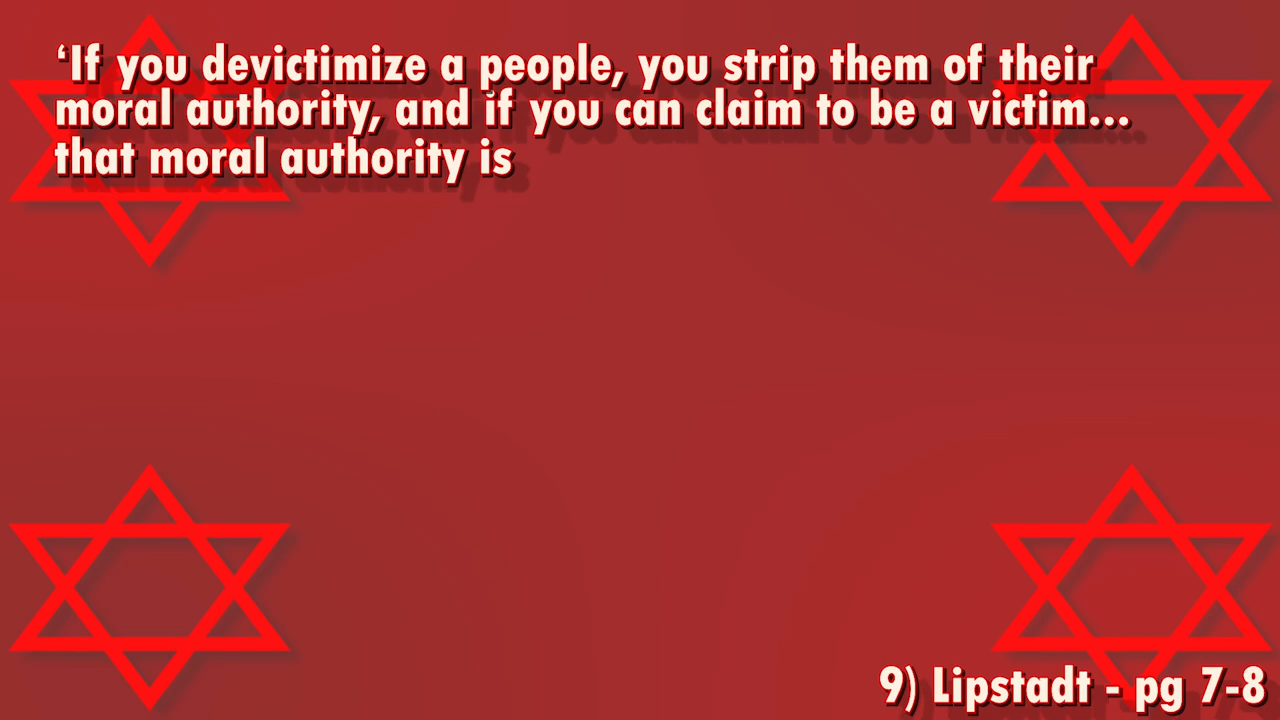 ‘If you devictimize a people, you strip them of their
moral authority, and if you can claim to be a victim...
that moral authority is
9) Lipstadt - pg 7-8